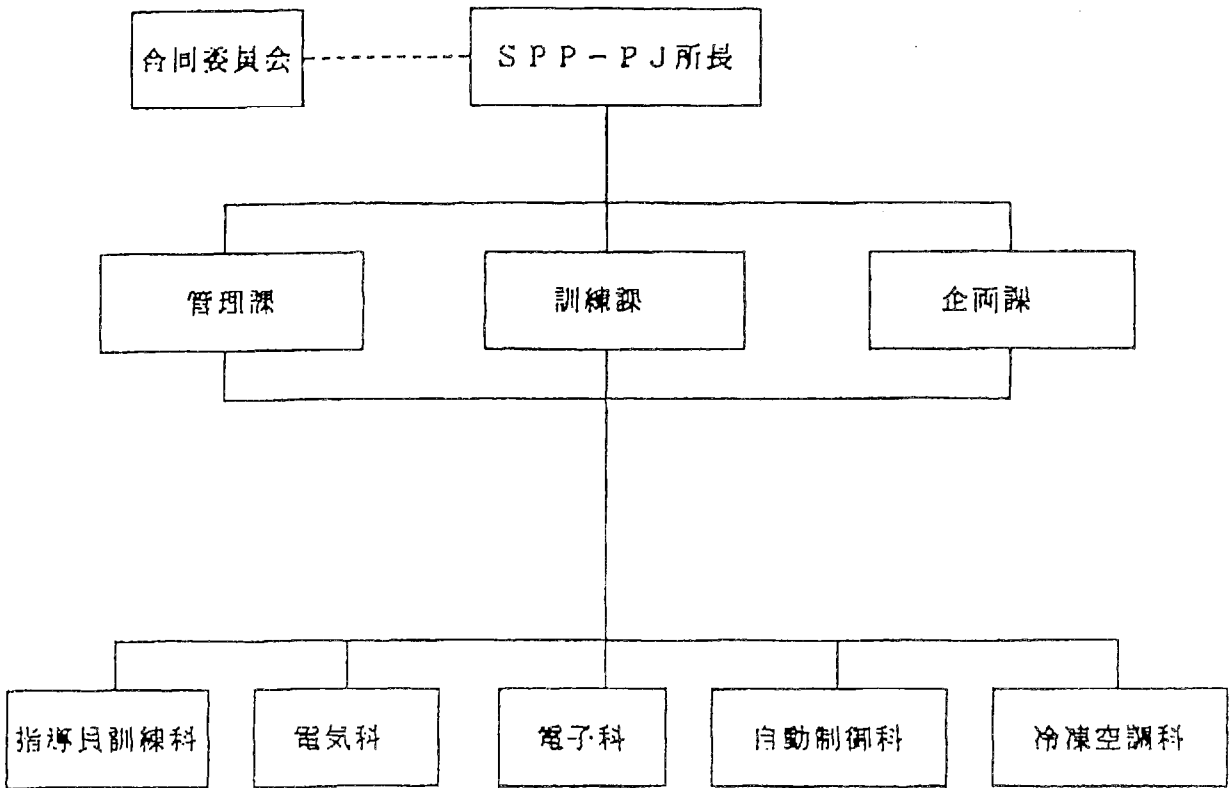 合同委員会
SPP-PJ所長
管理課
訓練課
企画課
指導員訓練科
電気科
電子科
自動制御科
冷凍空調科